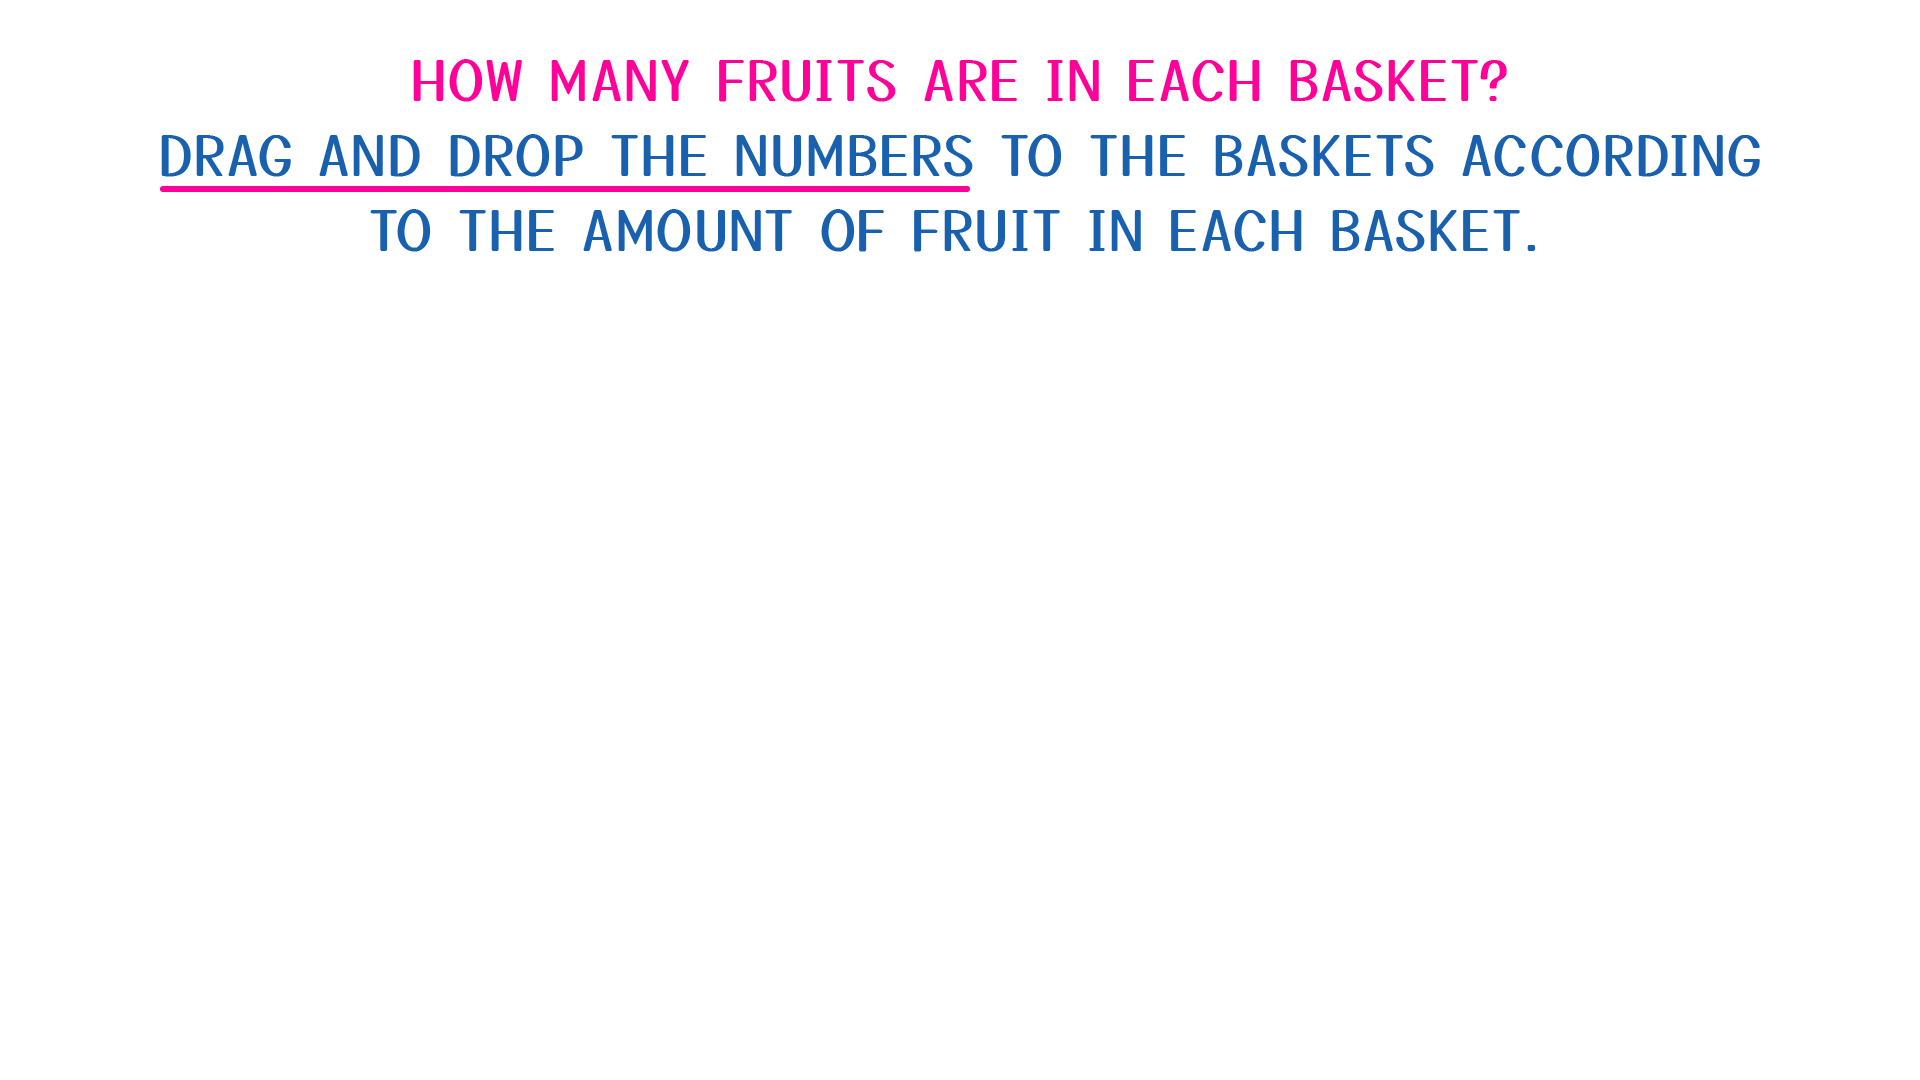 HOW MANY FRUITS ARE IN EACH BASKET?
DRAG AND DROP THE NUMBERS TO THE BASKETS ACCORDING
TO THE AMOUNT OF FRUIT IN EACH BASKET.